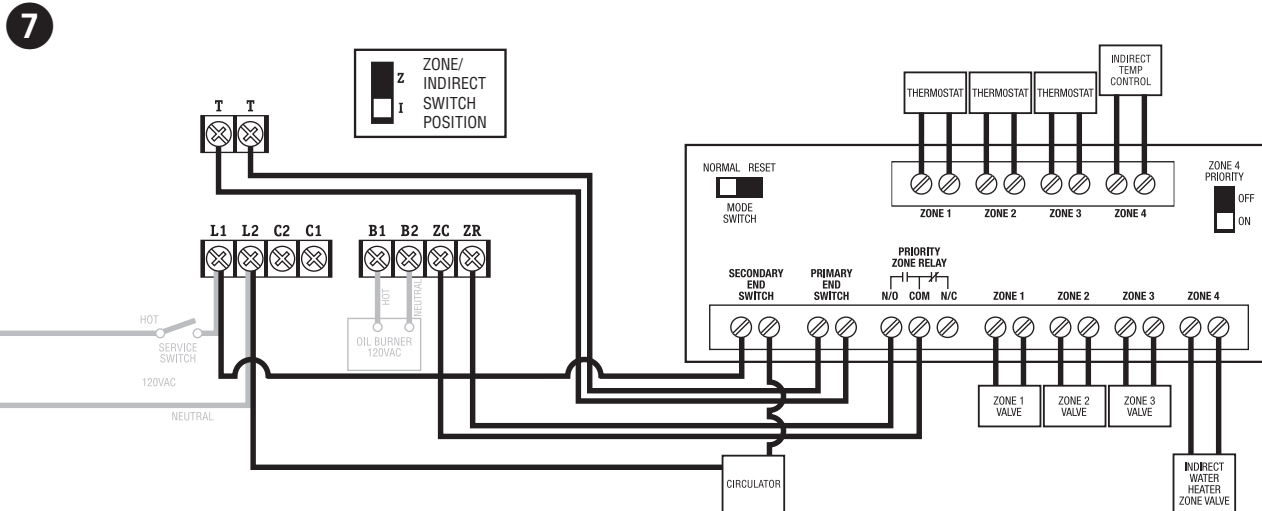 7
Z
I
ZONE/
INDIRECT
SWITCH
POSITION
T T
L1 L2 C2 C1
B1 B2 ZC ZR
HOT
SERVICE
SWITCH
120VAC
NEUTRAL
HOT
NEUTRAL
OIL BURNER
120VAC
THERMOSTAT
THERMOSTAT
THERMOSTAT
INDIRECT
TEMP
CONTROL
NORMAL RESET
MODE
SWITCH
ZONE 1 ZONE 2 ZONE 3 ZONE 4
ZONE 4
PRIORITY
OFF
ON
SECONDARY
END
SWITCH
PRIMARY
END
SWITCH
PRIORITY
ZONE RELAY
N/O COM N/C
ZONE 1 ZONE 2 ZONE 3 ZONE 4
ZONE 1
VALVE
ZONE 2
VALVE
ZONE 3
VALVE
CIRCULATOR
INDIRECT
WATER
HEATER
ZONE VALVE